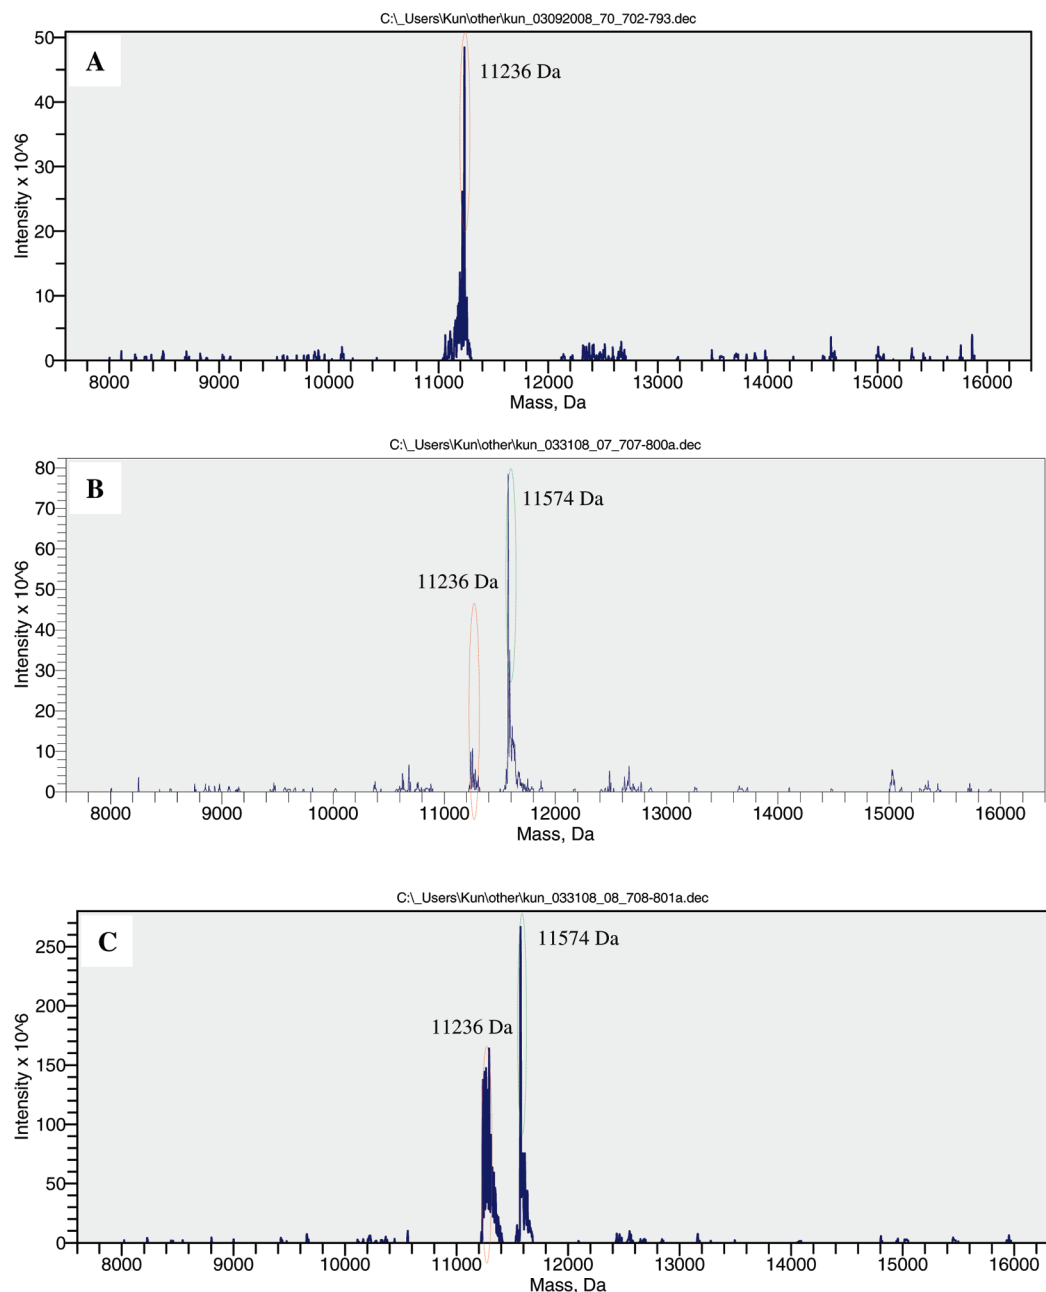 C:\_Users\Kun\other\kun_03092008_70_702-793.dec
A
11236 Da
Intensity x 10^6
50
40
30
20
10
0
8000 9000 10000 11000 12000 13000 14000 15000 16000
Mass, Da
C:\_Users\Kun\other\kun_033108_07_707-800a.dec
B
11574 Da
11236 Da
Intensity x 10^6
80
70
60
50
40
30
20
10
0
8000 9000 10000 11000 12000 13000 14000 15000 16000
Mass, Da
C:\_Users\Kun\other\kun_033108_08_708-801a.dec
C
11574 Da
11236 Da
Intensity x 10^6
250
200
150
100
50
0
8000 9000 10000 11000 12000 13000 14000 15000 16000
Mass, Da